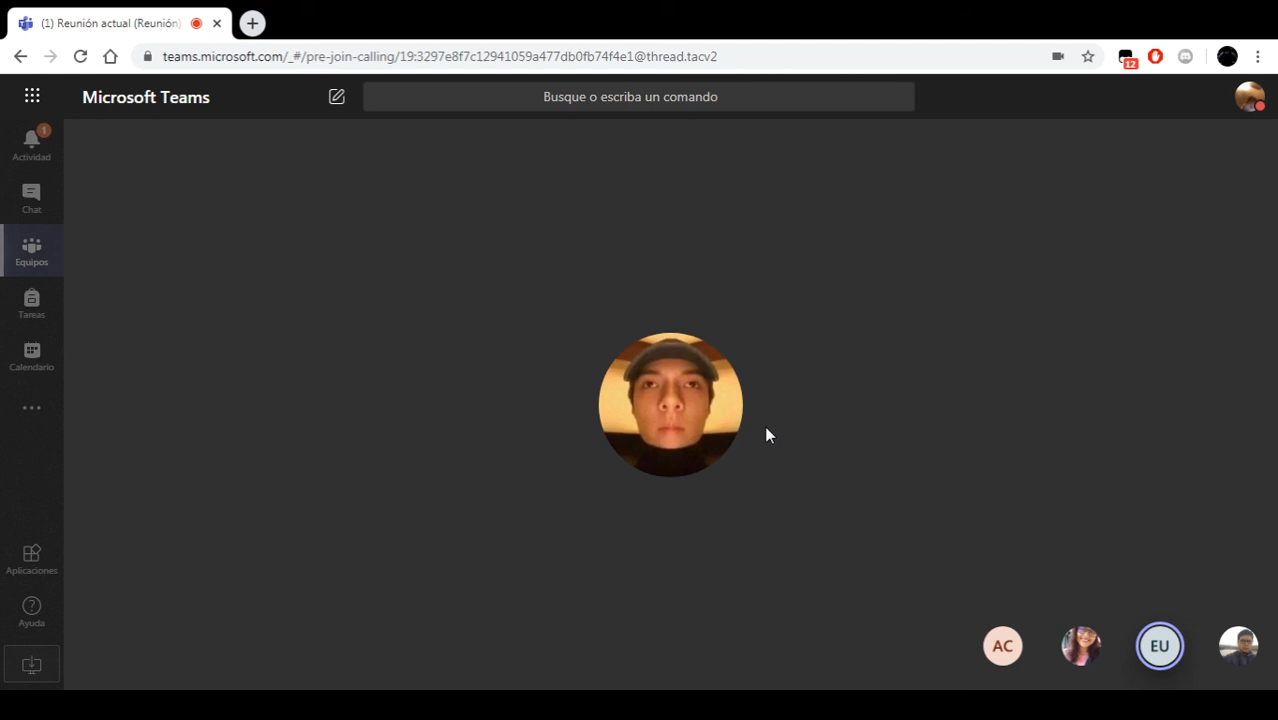 (1) Reunión actual (Reunión)
teams.microsoft.com/_#/pre-join-calling/19:3297e8f7c12941059a477db0fb74f4e1@thread.tacv2
12
Microsoft Teams
Busque o escriba un comando
1
Actividad
Chat
Equipos
Tareas
Calendario
Aplicaciones
Ayuda
AC
EU